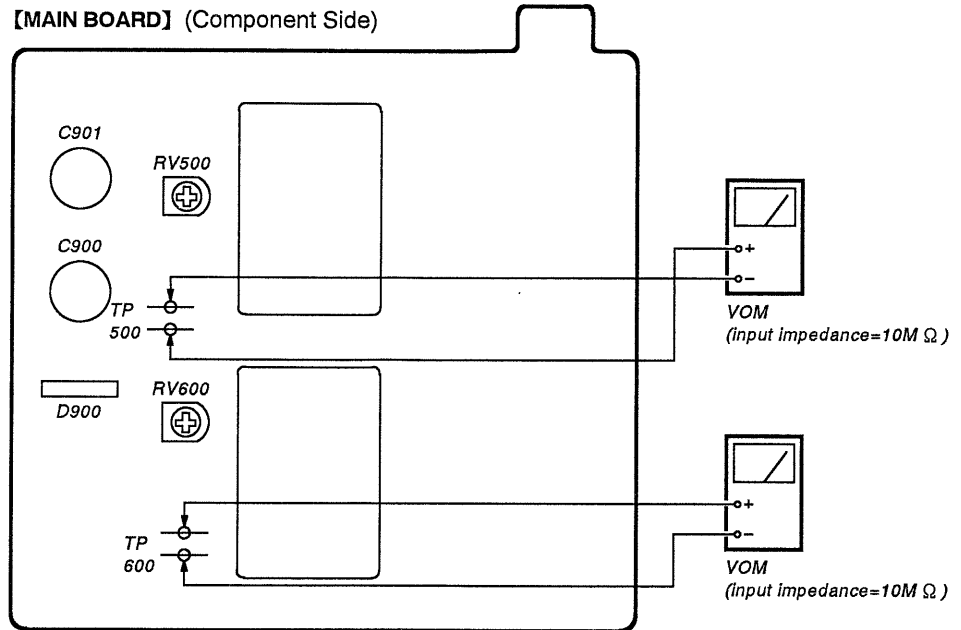 【MAIN BOARD】 (Component Side)
C901
RV500
C900
TP
500
+
−
VOM
(input impedance=10M Ω )
D900
RV600
TP
600
+
−
VOM
(input impedance=10M Ω )